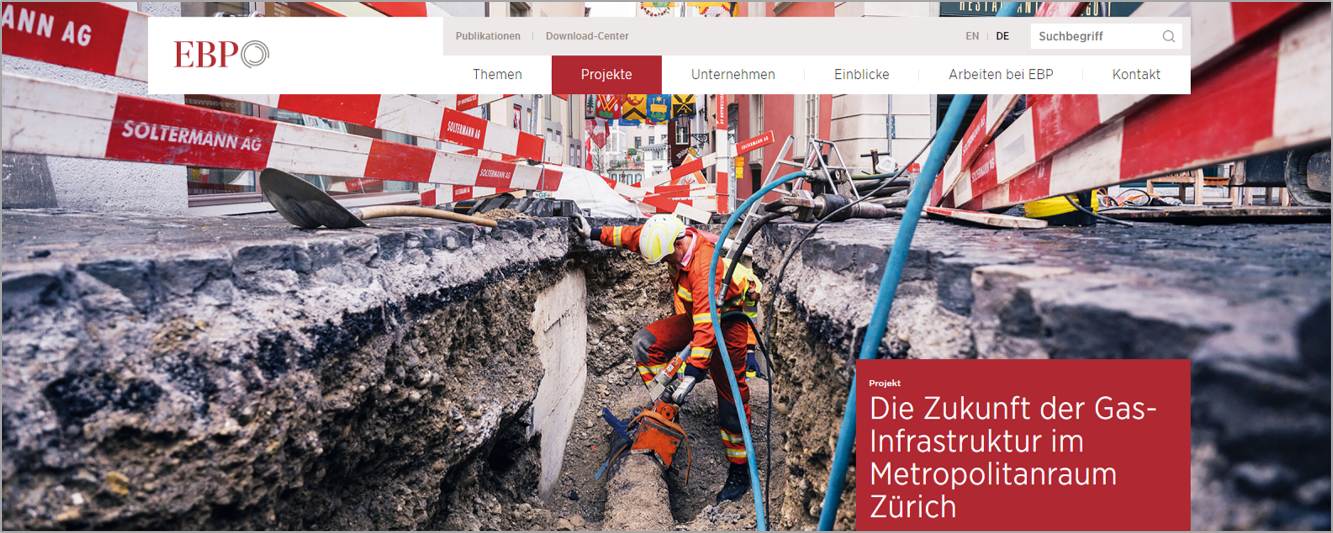 EBP
Publikationen
Download-Center
EN
DE
Suchbegriff
Themen
Projekte
Unternehmen
Einblicke
Arbeiten bei EBP
Kontakt
ANN AG
SOLTERMANN AG
SOLTERMANN AG
SOLTERMANN AG
SOLTERMANN AG
Projekt
Die Zukunft der Gas-
Infrastruktur im
Metropolitanraum
Zürich